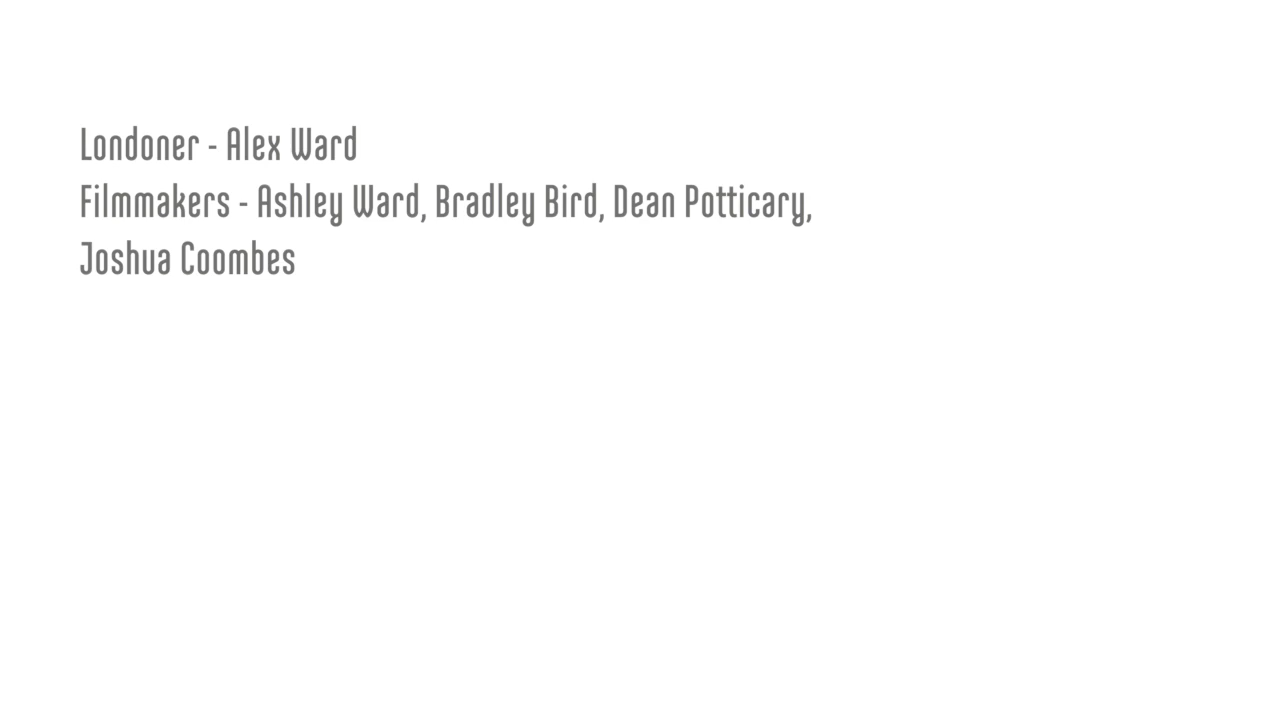 Londoner - Alex Ward
Filmmakers - Ashley Ward, Bradley Bird, Dean Potticary,
Joshua Coombes